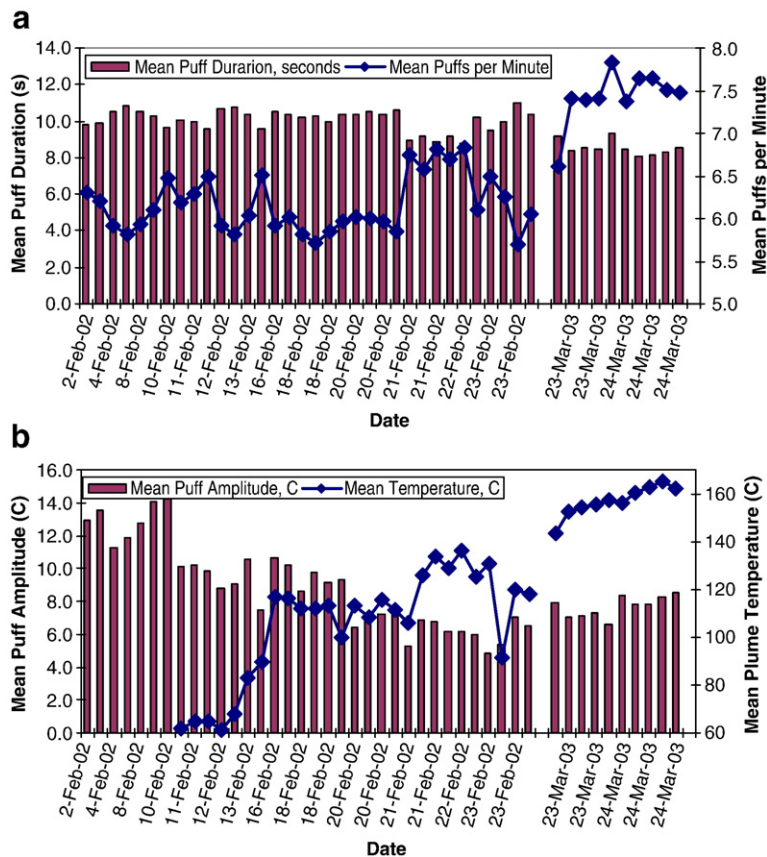 a
Mean Puff Durarion, seconds Mean Puffs per Minute
Mean Puff Duration (s)
14.0
12.0
10.0
8.0
6.0
4.0
2.0
0.0
8.0
7.5
7.0
6.5
6.0
5.5
5.0
Mean Puffs per Minute
2-Feb-02
4-Feb-02
8-Feb-02
10-Feb-02
11-Feb-02
12-Feb-02
13-Feb-02
16-Feb-02
18-Feb-02
18-Feb-02
20-Feb-02
20-Feb-02
21-Feb-02
21-Feb-02
22-Feb-02
23-Feb-02
23-Feb-02
23-Mar-03
23-Mar-03
24-Mar-03
24-Mar-03
24-Mar-03
Date
b
Mean Puff Amplitude, C Mean Temperature, C
Mean Puff Amplitude (C)
16.0
14.0
12.0
10.0
8.0
6.0
4.0
2.0
0.0
160
140
120
100
80
60
Mean Plume Temperature (C)
2-Feb-02
4-Feb-02
8-Feb-02
10-Feb-02
11-Feb-02
12-Feb-02
13-Feb-02
16-Feb-02
18-Feb-02
18-Feb-02
20-Feb-02
20-Feb-02
21-Feb-02
21-Feb-02
22-Feb-02
23-Feb-02
23-Feb-02
23-Mar-03
23-Mar-03
24-Mar-03
24-Mar-03
24-Mar-03
Date